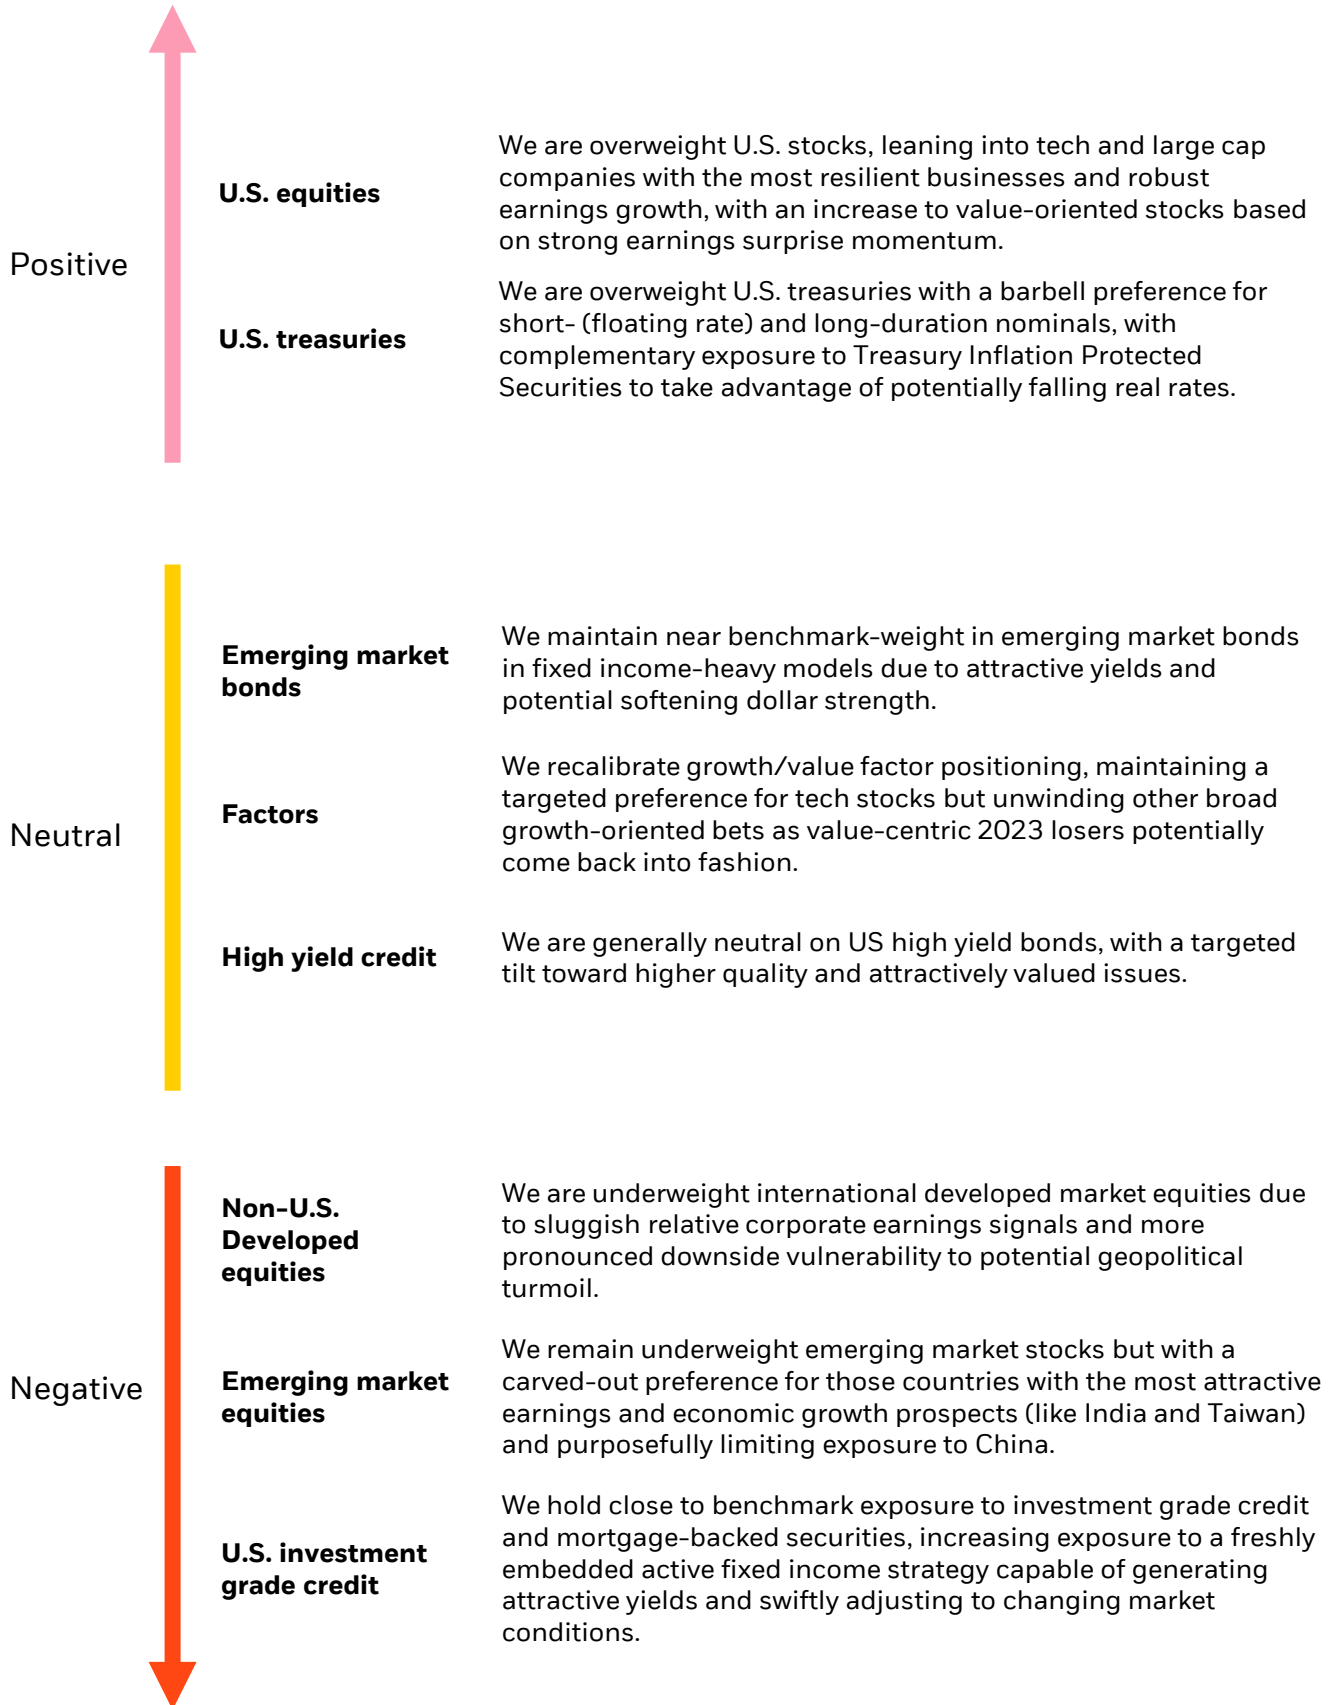 Positive
U.S. equities
We are overweight U.S. stocks, leaning into tech and large cap
companies with the most resilient businesses and robust
earnings growth, with an increase to value-oriented stocks based
on strong earnings surprise momentum.
U.S. treasuries
We are overweight U.S. treasuries with a barbell preference for
short- (floating rate) and long-duration nominals, with
complementary exposure to Treasury Inflation Protected
Securities to take advantage of potentially falling real rates.
Neutral
Emerging market
bonds
We maintain near benchmark-weight in emerging market bonds
in fixed income-heavy models due to attractive yields and
potential softening dollar strength.
Factors
We recalibrate growth/value factor positioning, maintaining a
targeted preference for tech stocks but unwinding other broad
growth-oriented bets as value-centric 2023 losers potentially
come back into fashion.
High yield credit
We are generally neutral on US high yield bonds, with a targeted
tilt toward higher quality and attractively valued issues.
Negative
Non-U.S.
Developed
equities
We are underweight international developed market equities due
to sluggish relative corporate earnings signals and more
pronounced downside vulnerability to potential geopolitical
turmoil.
Emerging market
equities
We remain underweight emerging market stocks but with a
carved-out preference for those countries with the most attractive
earnings and economic growth prospects (like India and Taiwan)
and purposefully limiting exposure to China.
U.S. investment
grade credit
We hold close to benchmark exposure to investment grade credit
and mortgage-backed securities, increasing exposure to a freshly
embedded active fixed income strategy capable of generating
attractive yields and swiftly adjusting to changing market
conditions.